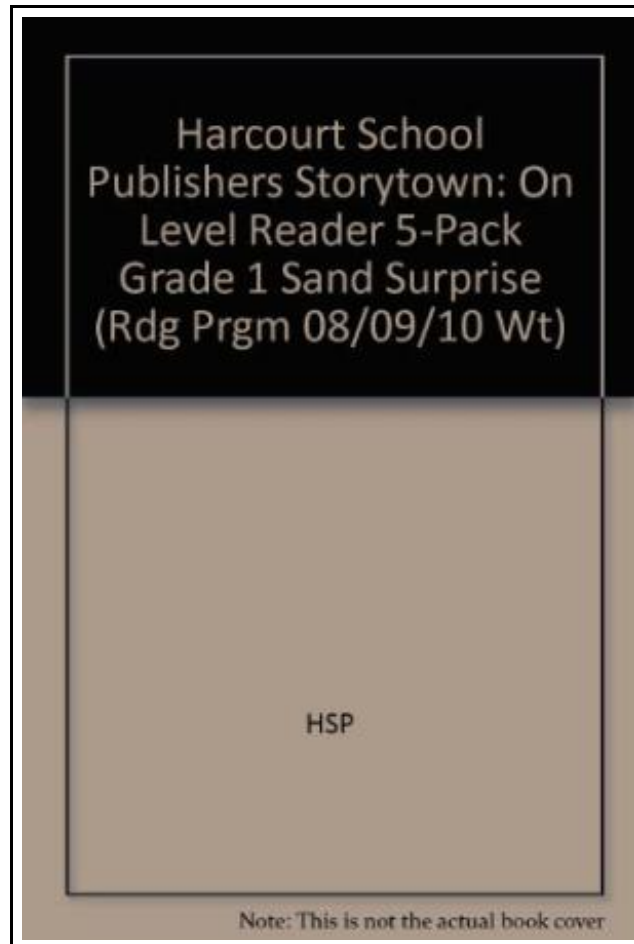 Harcourt School
Publishers Storytown: On
Level Reader 5-Pack
Grade 1 Sand Surprise
(Rdg Prgm 08/09/10 Wt)
HSP
Note: This is not the actual book cover